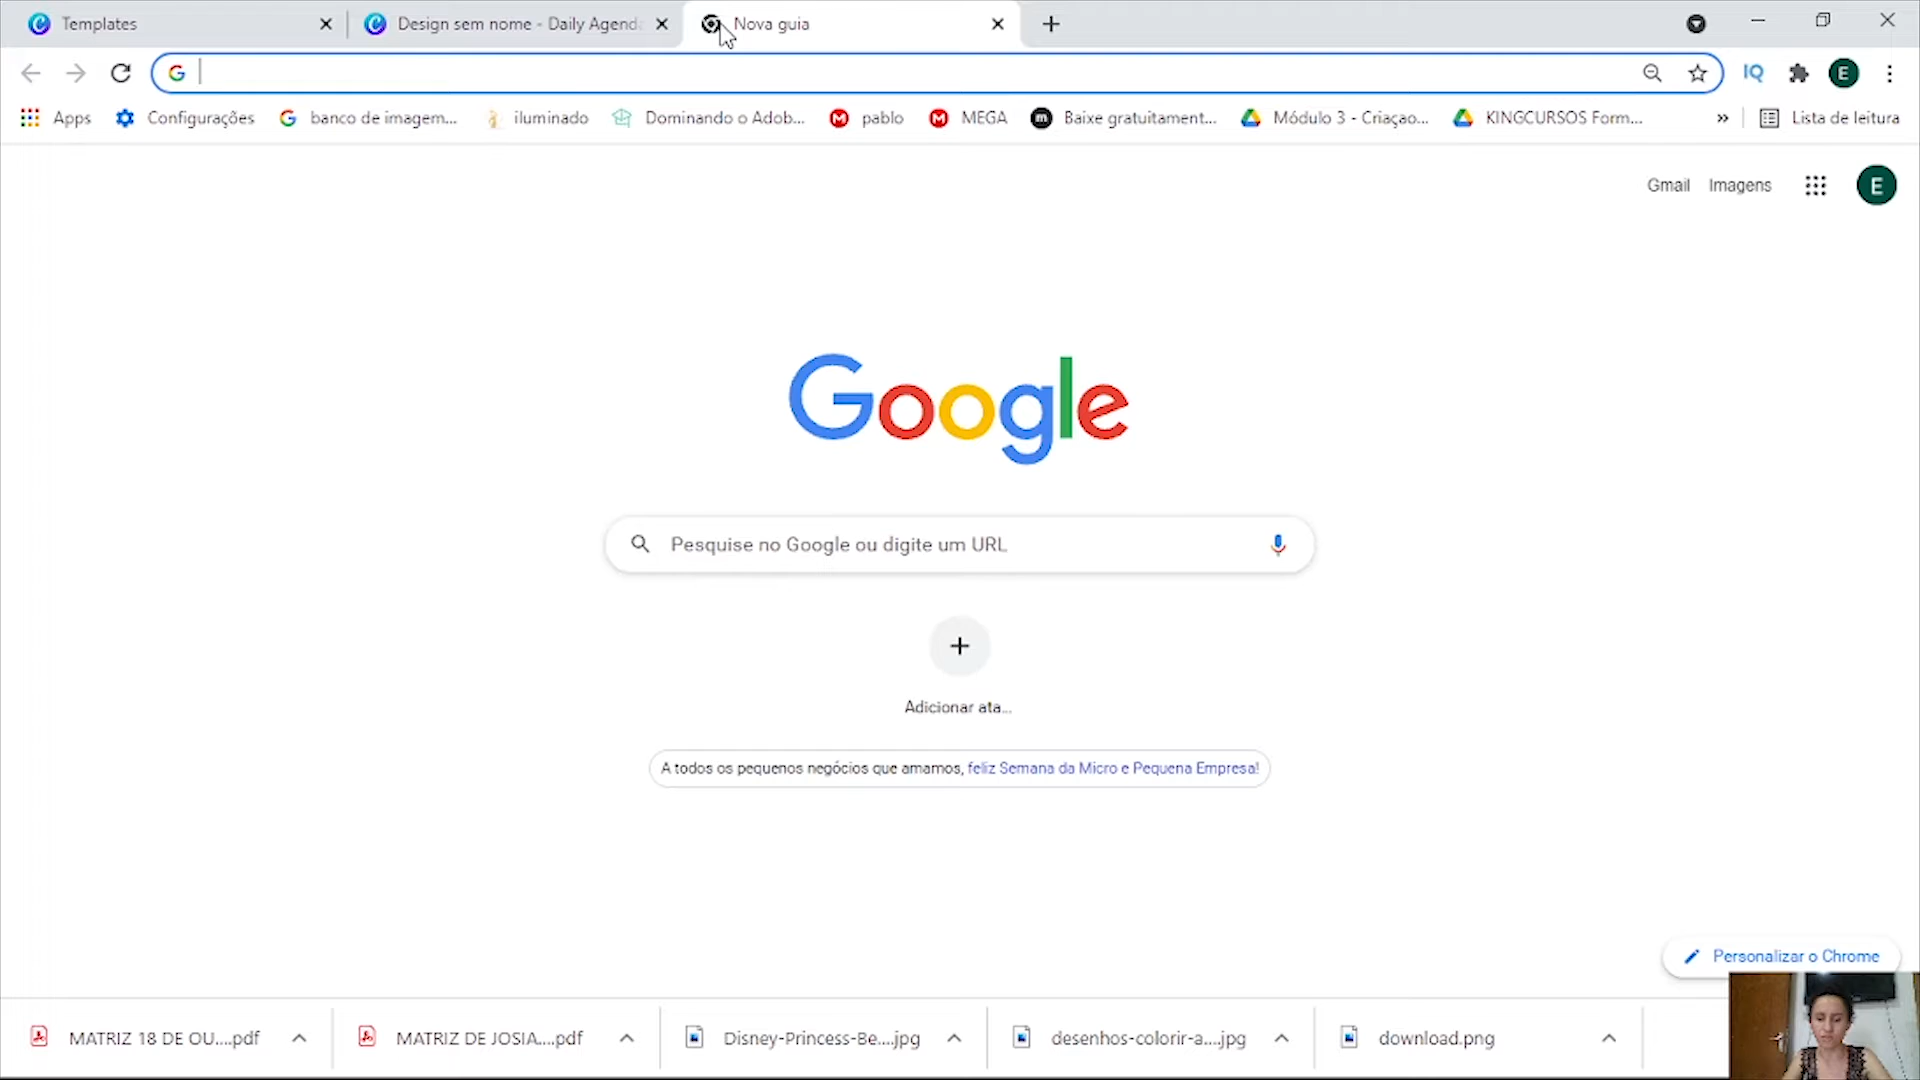 Templates
Design sem nome - Daily Agend
Nova guia
Apps
Configurações
banco de imagem...
iluminado
Dominando o Adob...
pablo
MEGA
Baixe gratuitament...
Módulo 3 - Criaçao...
KINGCURSOS Form...
»
Lista de leitura
IQ
E
Gmail
Imagens
E
Google
Pesquise no Google ou digite um URL
Adicionar ata...
A todos os pequenos negócios que amamos, feliz Semana da Micro e Pequena Empresa!
Personalizar o Chrome
MATRIZ 18 DE OU....pdf
MATRIZ DE JOSIA....pdf
Disney-Princess-Be....jpg
desenhos-colorir-a....jpg
download.png